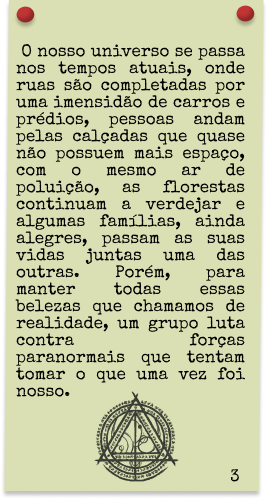 O nosso universo se passa
nos tempos atuais, onde
ruas são completadas por
uma imensidão de carros e
prédios, pessoas andam
pelas calçadas que quase
não possuem mais espaço,
com o mesmo ar de
poluição, as florestas
continuam a verdejar e
algumas famílias, ainda
alegres, passam as suas
vidas juntas uma das
outras. Porém, para
manter todas essas
belezas que chamamos de
realidade, um grupo luta
contra forças
paranormais que tentam
tomar o que uma vez foi
nosso.
3